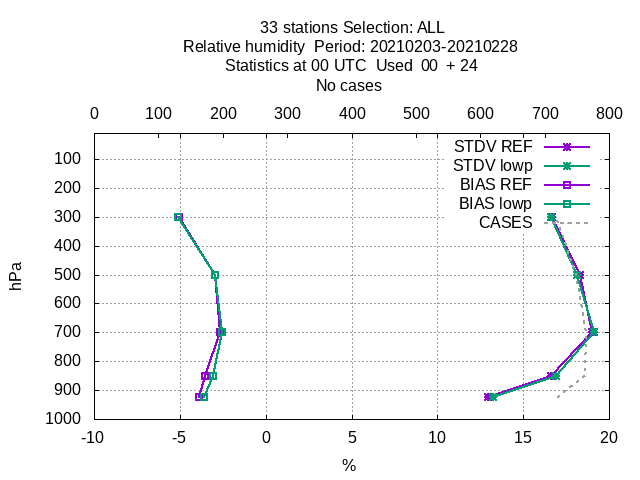 33 stations Selection: ALL
Relative humidity  Period: 20210203-20210228
Statistics at 00 UTC  Used  00  + 24
No cases
0 100 200 300 400 500 600 700 800
STDV REF
STDV lowp
BIAS REF
BIAS lowp
CASES
100
200
300
400
500
600
700
800
900
1000
hPa
-10 -5 0 5 10 15 20
%